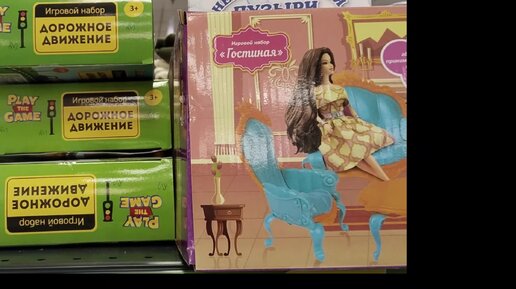 Игровой набор
3+
ДОРОЖНОЕ
ДВИЖЕНИЕ
PLAY
THE
GAME
Игровой набор
3+
ДОРОЖНОЕ
ДВИЖЕНИЕ
Игровой набор
ДОРОЖНОЕ
ДВИЖЕНИЕ
PLAY
THE
GAME
ПУЗЫРИ
Игровой набор
«Гостиная»